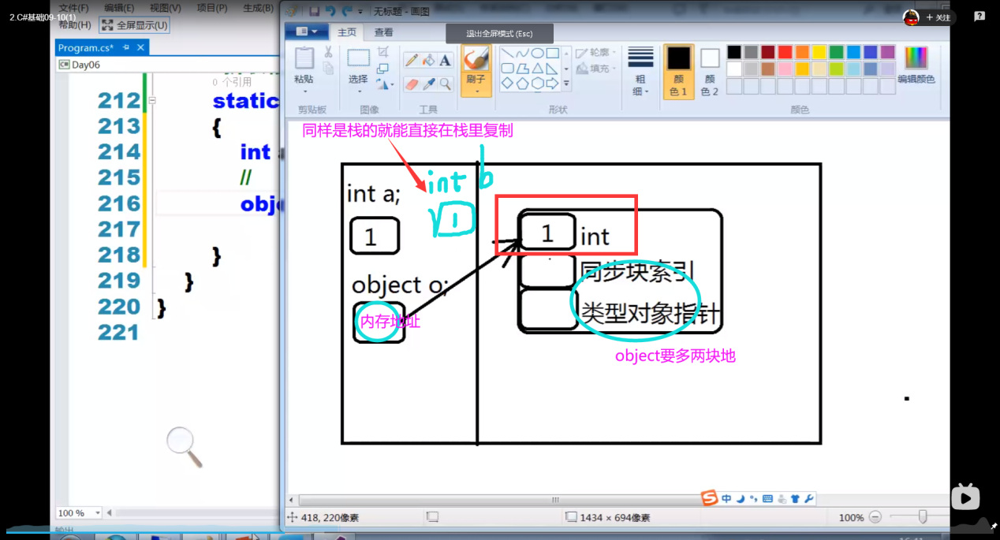 2.C#基础09-10(1)
文件(F) 编辑(E) 视图(V) 项目(P) 生成(B)
帮助(H) 全屏显示(U)
无标题 - 画图
+ 关注
主页 查看
退出全屏模式 (Esc)
Program.cs*
Day06
粘贴 选择 A 刷子 轮廓 填充 粗细 颜色 1 颜色 2 编辑颜色
剪贴板 图像 工具 形状 颜色
0 个引用
212 static
213 {
214 int
215 //
216 obje
217
218 }
219 }
220 }
221
同样是栈的就能直接在栈里复制
int a;
1
int b
1
1 int
同步块索引
类型对象指针
object o;
内存地址
object要多两块地
中
100 %
418, 220像素
1434 × 694像素
100%
输出